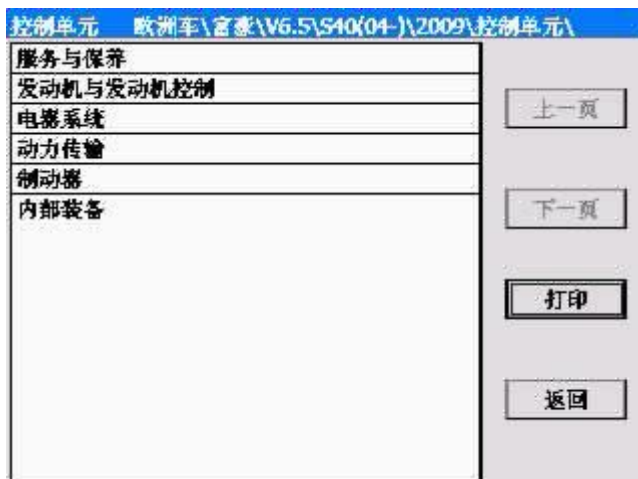 控制单元 欧洲车\富豪\V6.5\S40(04-)\2009\控制单元\
服务与保养
发动机与发动机控制
电器系统
动力传输
制动器
内部装备
上一页
下一页
打印
返回